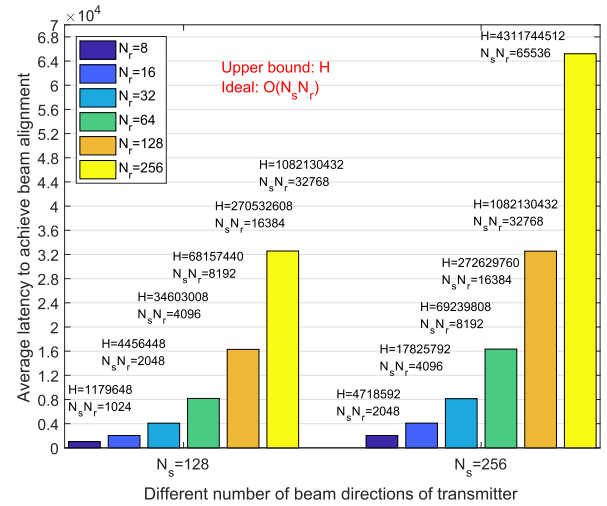 ×10⁴
7
6.8
6.4
6
5.6
5.2
4.8
4.4
4
3.6
3.2
2.8
2.4
2
1.6
1.2
0.8
0.4
0
Average latency to achieve beam alignment
N_r=8
N_r=16
N_r=32
N_r=64
N_r=128
N_r=256
Upper bound: H
Ideal: O(N_sN_r)
H=1179648
N_sN_r=1024
H=4456448
N_sN_r=2048
H=34603008
N_sN_r=4096
H=68157440
N_sN_r=8192
H=270532608
N_sN_r=16384
H=1082130432
N_sN_r=32768
H=4718592
N_sN_r=2048
H=17825792
N_sN_r=4096
H=69239808
N_sN_r=8192
H=272629760
N_sN_r=16384
H=1082130432
N_sN_r=32768
H=4311744512
N_sN_r=65536
N_s=128
N_s=256
Different number of beam directions of transmitter